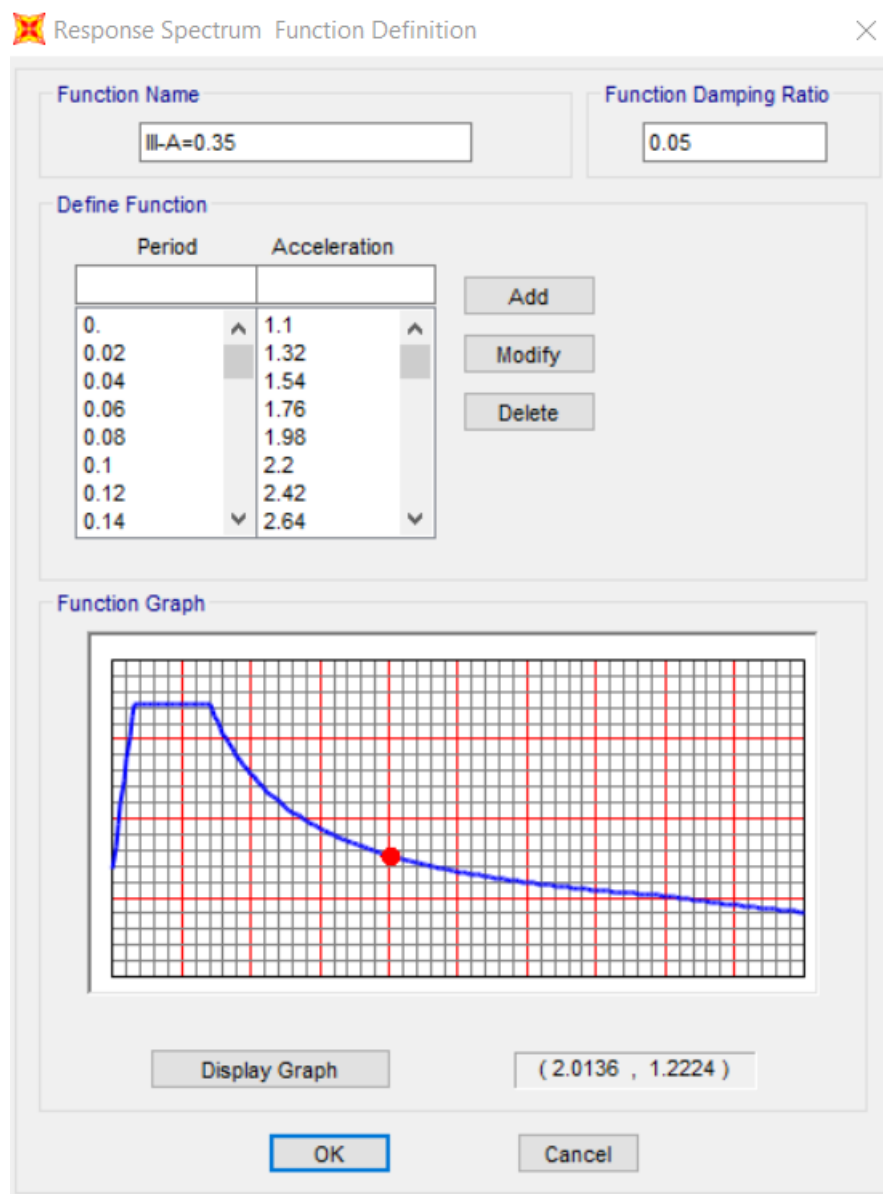 Response Spectrum Function Definition
Function Name
Function Damping Ratio
III-A=0.35
0.05
Define Function
Period Acceleration
Add
0. 1.1
0.02 1.32
Modify
0.04 1.54
0.06 1.76
Delete
0.08 1.98
0.1 2.2
0.12 2.42
0.14 2.64
Function Graph
Display Graph
( 2.0136 , 1.2224 )
OK
Cancel